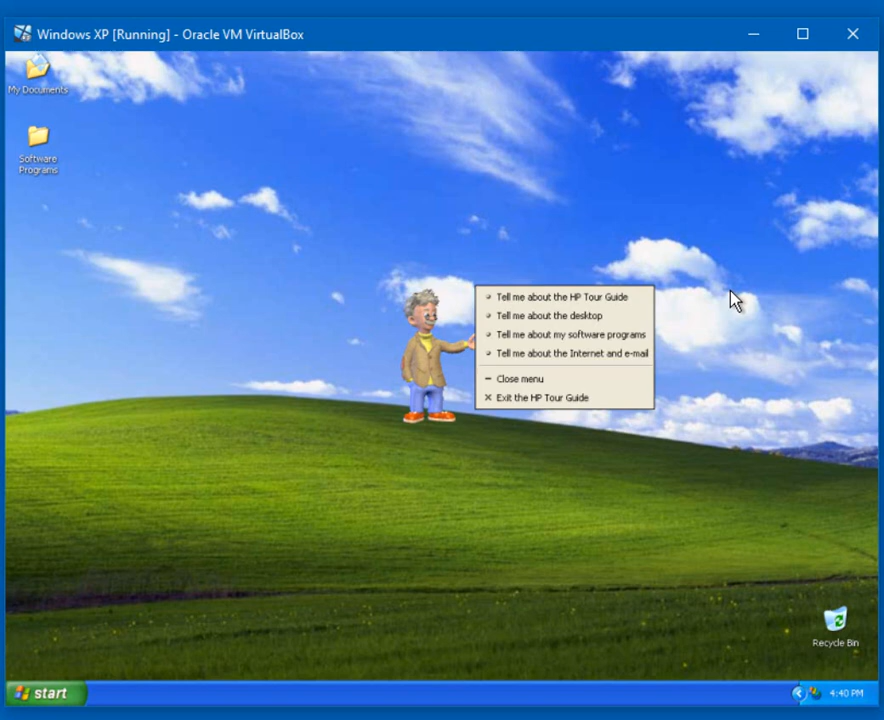 Windows XP [Running] - Oracle VM VirtualBox
My Documents
Software
Programs
Tell me about the HP Tour Guide
Tell me about the desktop
Tell me about my software programs
Tell me about the Internet and e-mail
Close menu
Exit the HP Tour Guide
Recycle Bin
start
4:40 PM